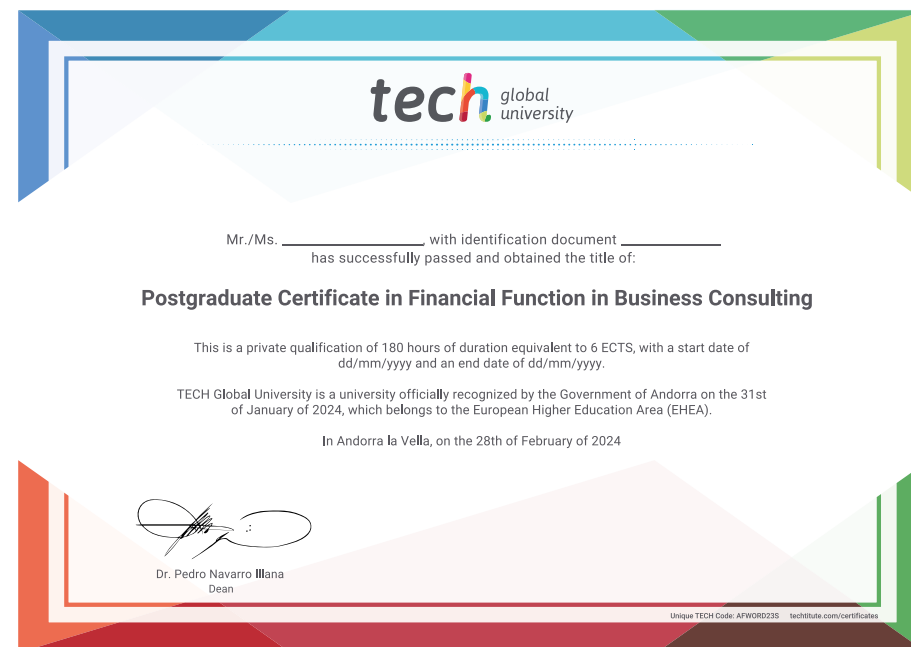 tech global university
Mr./Ms. ____________________, with identification document ______________
has successfully passed and obtained the title of:
Postgraduate Certificate in Financial Function in Business Consulting
This is a private qualification of 180 hours of duration equivalent to 6 ECTS, with a start date of
dd/mm/yyyy and an end date of dd/mm/yyyy.
TECH Global University is a university officially recognized by the Government of Andorra on the 31st
of January of 2024, which belongs to the European Higher Education Area (EHEA).
In Andorra la Vella, on the 28th of February of 2024
Dr. Pedro Navarro Illana
Dean
Unique TECH Code: AFWORD23S techtitute.com/certificates